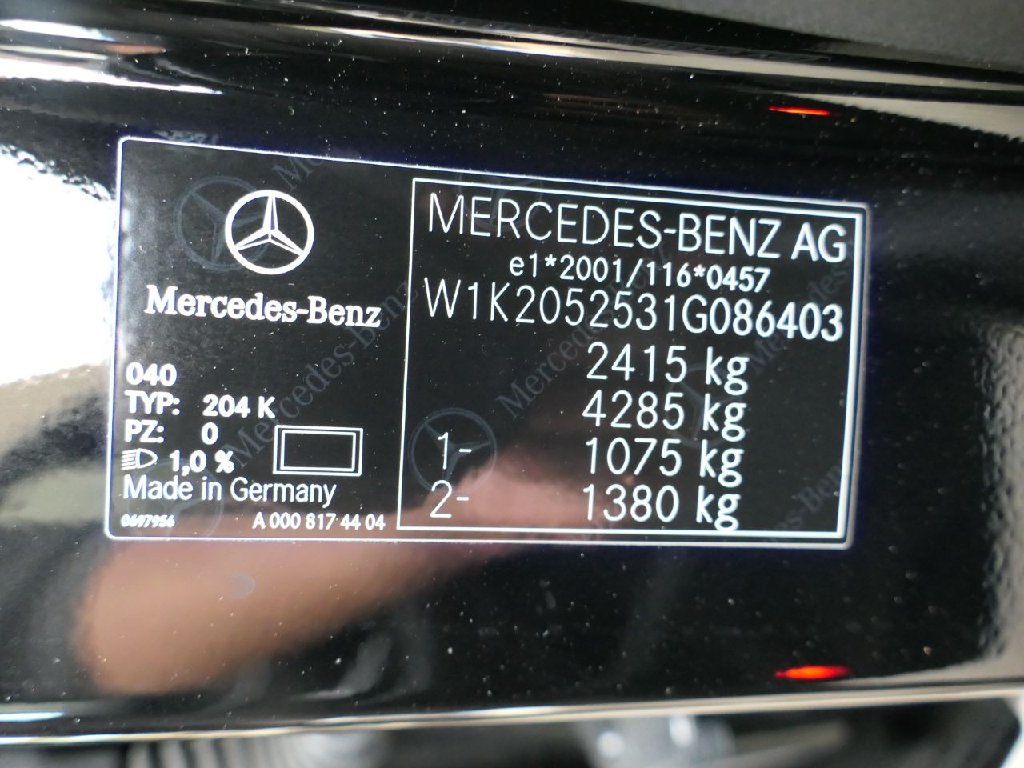 Mercedes-Benz
040
TYP: 204 K
PZ: 0
1,0 %
Made in Germany
0697956
A 000 817 44 04
MERCEDES-BENZ AG
e1*2001/116*0457
W1K2052531G086403
2415 kg
4285 kg
1- 1075 kg
2- 1380 kg